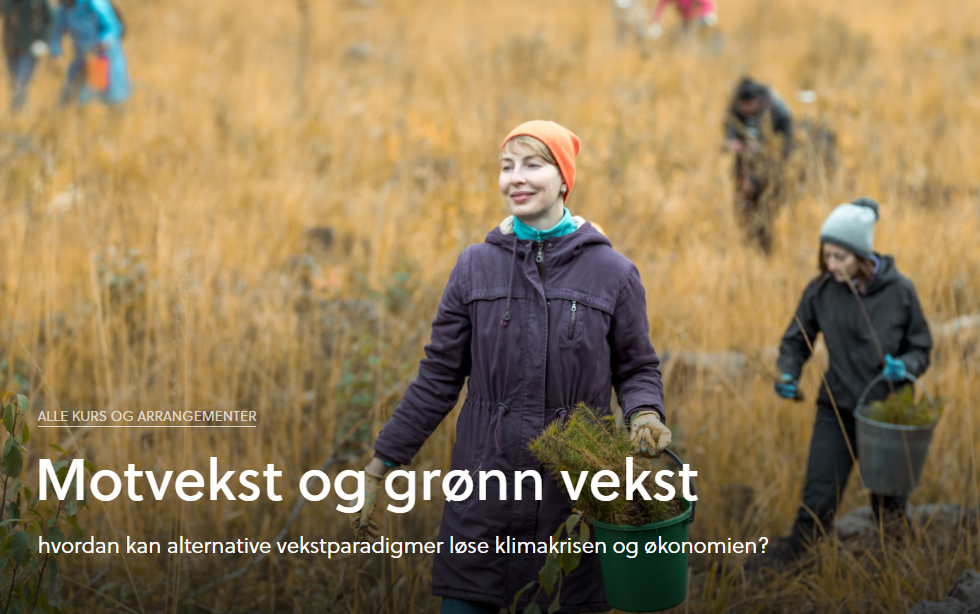 ALLE KURS OG ARRANGEMENTER
Motvekst og grønn vekst
hvordan kan alternative vekstparadigmer løse klimakrisen og økonomien?